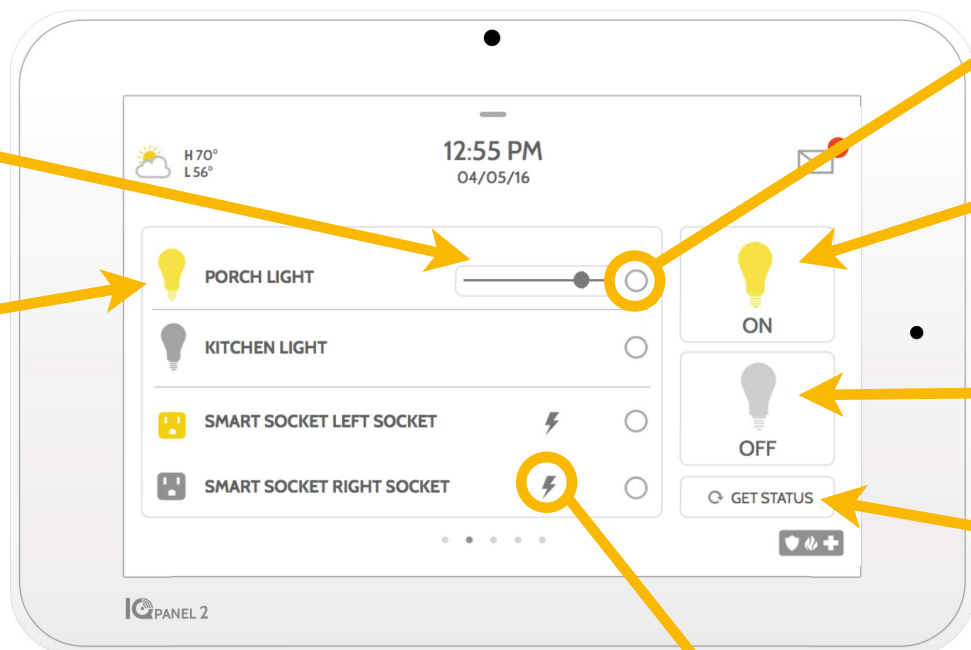 H 70°
L 56°
12:55 PM
04/05/16
PORCH LIGHT
KITCHEN LIGHT
SMART SOCKET LEFT SOCKET
SMART SOCKET RIGHT SOCKET
ON
OFF
GET STATUS
IQ PANEL 2